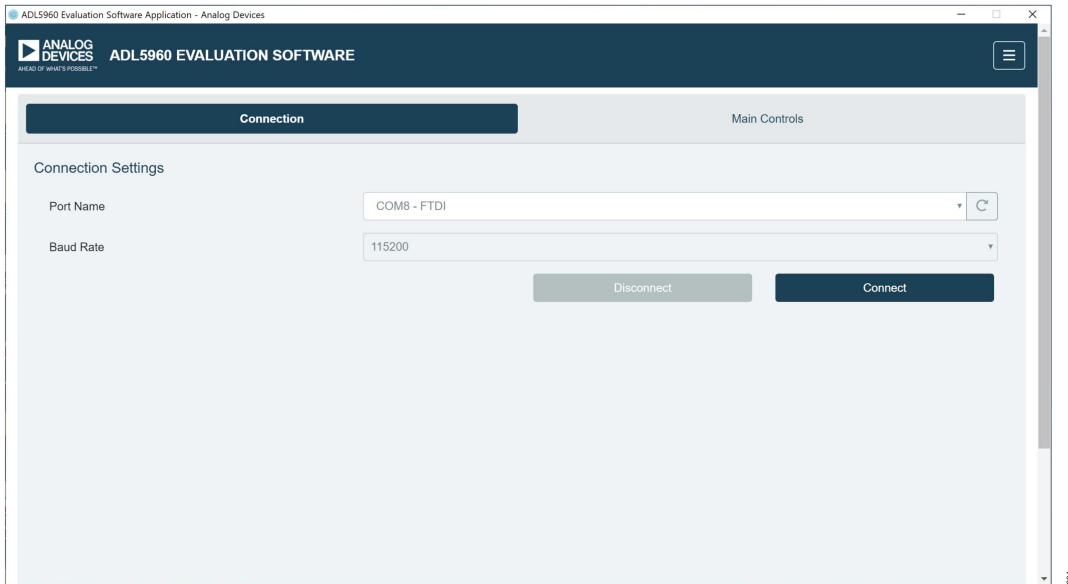 ADL5960 Evaluation Software Application - Analog Devices
ANALOG
DEVICES
AHEAD OF WHAT'S POSSIBLE™
ADL5960 EVALUATION SOFTWARE
Connection
Main Controls
Connection Settings
Port Name
COM8 - FTDI
Baud Rate
115200
Disconnect
Connect